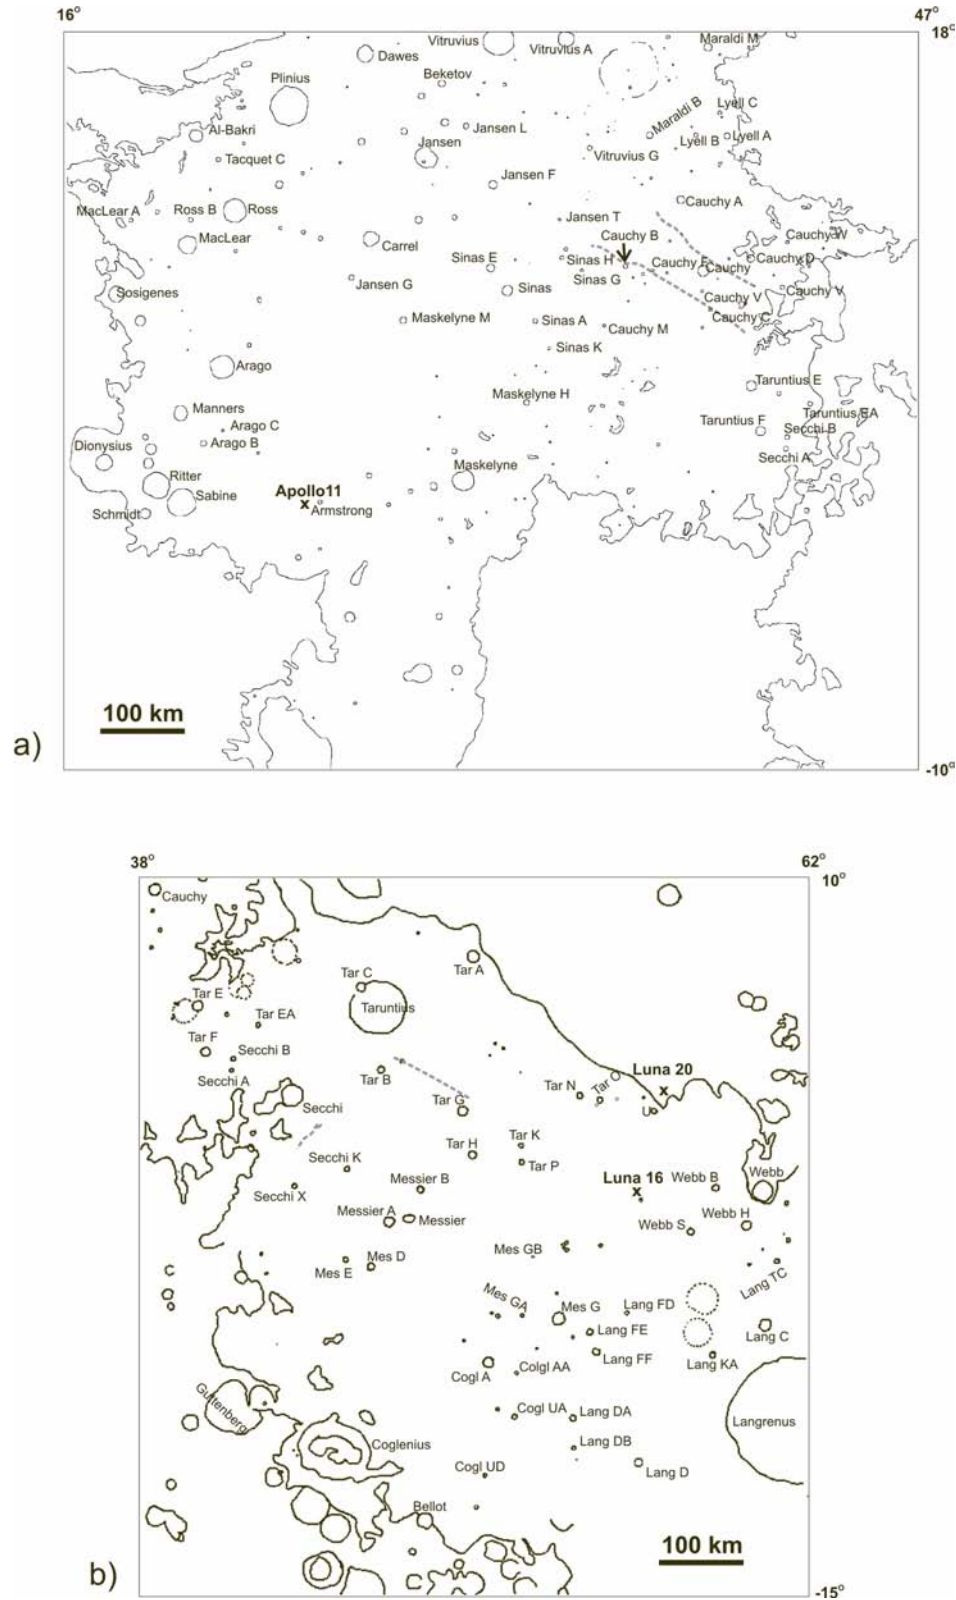 16°
47°
18°
Vitruvius
Vitruvius A
Maraldi M
Dawes
Beketov
Plinius
Maraldi B
Lyell C
Al-Bakri
Jansen L
Lyell B
Lyell A
Jansen
Tacquet C
Vitruvius G
Jansen F
Cauchy A
MacLear A
Ross B
Ross
Jansen T
Cauchy W
MacLear
Carrel
Cauchy B
Sinas E
Sinas H
Cauchy F
Cauchy
Cauchy D
Jansen G
Sinas G
Sosigenes
Sinas
Cauchy V
Cauchy V
Maskelyne M
Sinas A
Cauchy M
Cauchy C
Sinas K
Arago
Taruntius E
Maskelyne H
Manners
Taruntius EA
Arago C
Taruntius F
Secchi B
Dionysius
Arago B
Secchi A
Maskelyne
Ritter
Apollo11
Sabine
x
Armstrong
Schmidt
100 km
a)
-10°
38°
62°
10°
Cauchy
Tar A
Tar C
Tar E
Taruntius
Tar EA
Tar F
Secchi B
Luna 20
Secchi A
Tar B
Tar N
Tar
x
Secchi
Tar G
U
Tar H
Tar K
Secchi K
Tar P
Webb
Messier B
Luna 16
Webb B
Secchi X
x
Messier A
Messier
Webb S
Webb H
Mes GB
Mes D
Mes E
Lang TC
Mes GA
Mes G
Lang FD
Lang FE
Lang C
Lang FF
Lang KA
Cogl A
Colgl AA
Guttenberg
Cogl UA
Lang DA
Langrenus
Coglenius
Lang DB
Cogl UD
Lang D
Bellot
100 km
b)
-15°